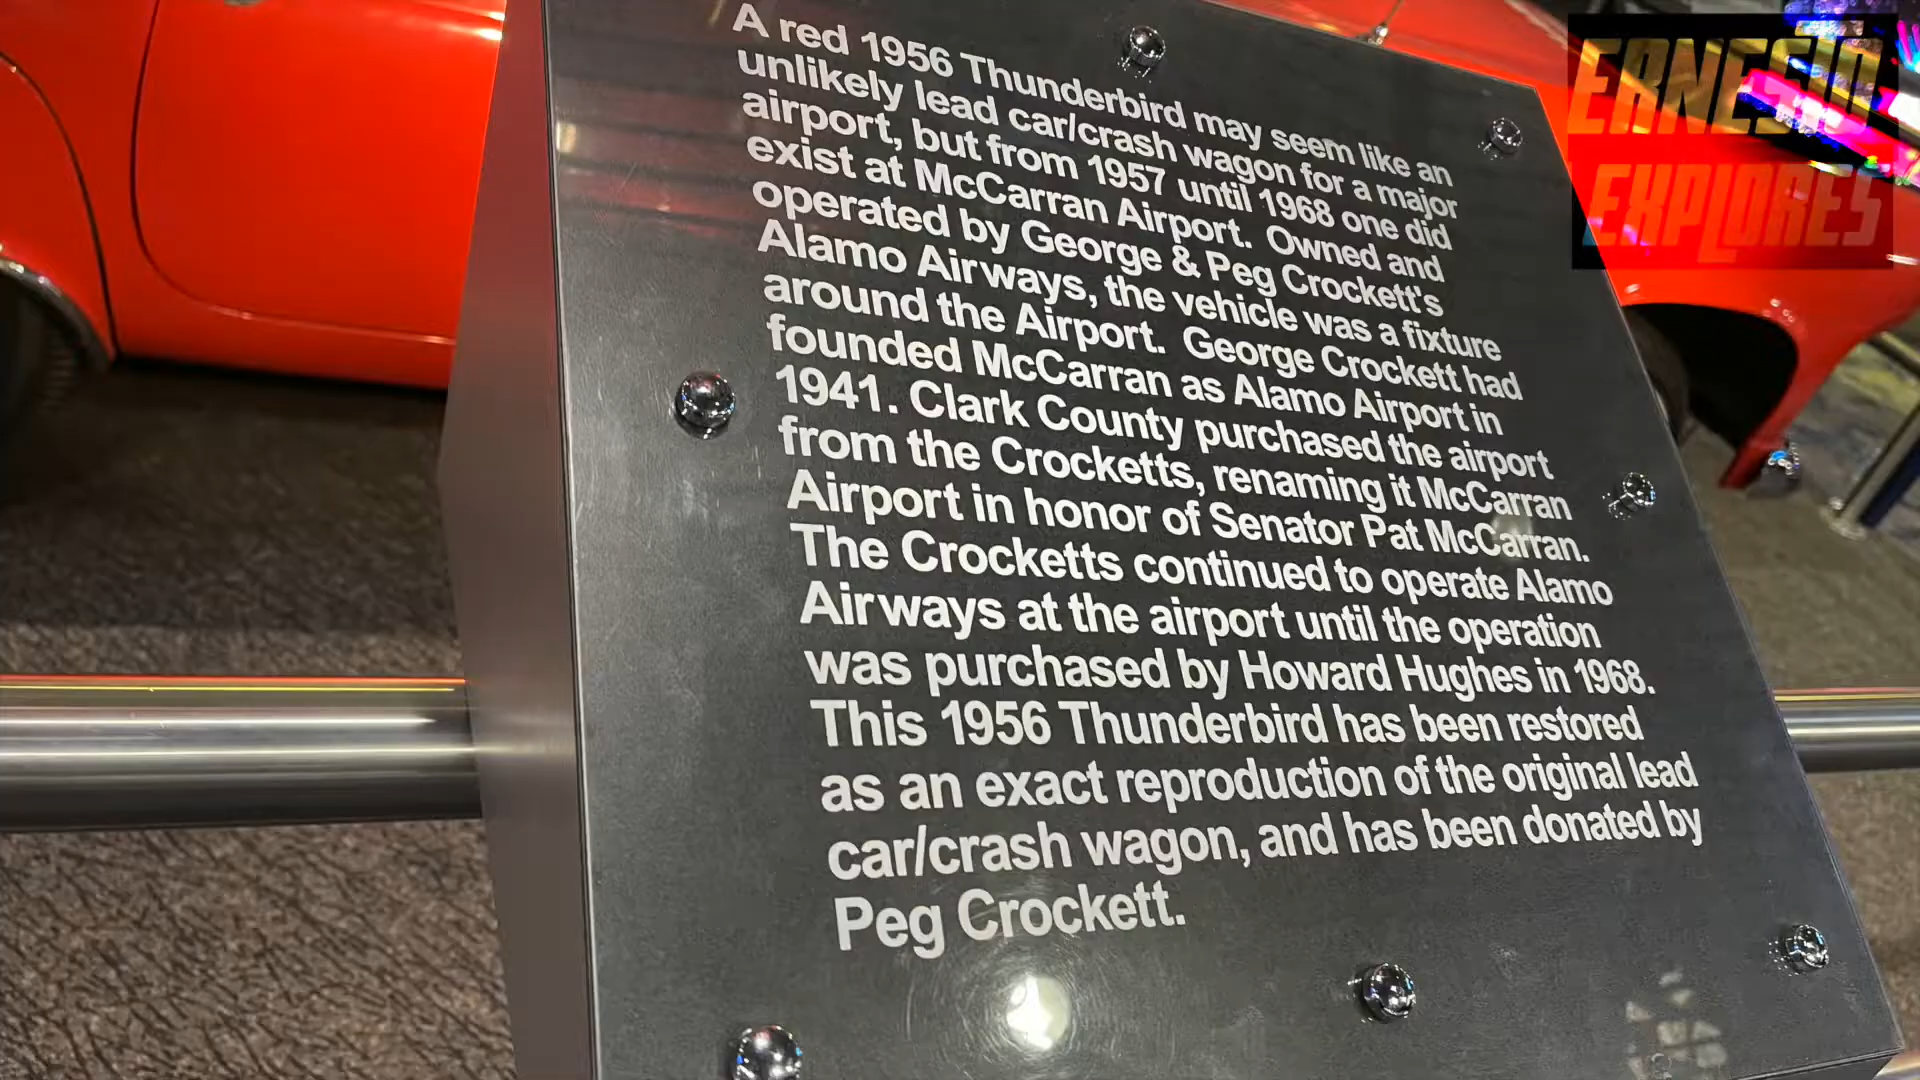 A red 1956 Thunderbird may seem like an
unlikely lead car/crash wagon for a major
airport, but from 1957 until 1968 one did
exist at McCarran Airport. Owned and
operated by George & Peg Crockett's
Alamo Airways, the vehicle was a fixture
around the Airport. George Crockett had
founded McCarran as Alamo Airport in
1941. Clark County purchased the airport
from the Crocketts, renaming it McCarran
Airport in honor of Senator Pat McCarran.
The Crocketts continued to operate Alamo
Airways at the airport until the operation
was purchased by Howard Hughes in 1968.
This 1956 Thunderbird has been restored
as an exact reproduction of the original lead
car/crash wagon, and has been donated by
Peg Crockett.
ERNESTO
EXPLORES